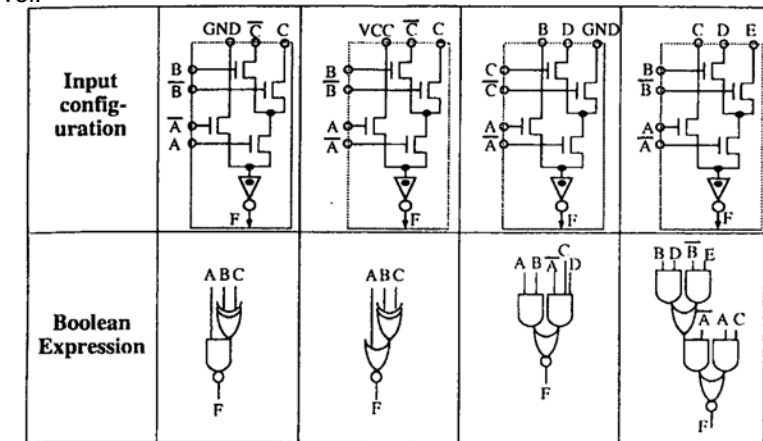 GND C̅ C
VCC C̅ C
B D GND
C D E
Input
config-
uration
B
B̅
A̅
A
F
B
B̅
A
A̅
F
C
C̅
A
A̅
F
B
B̅
A
A̅
F
Boolean
Expression
A B C
F
A B C
F
A B A̅ C D
F
B D B̅ E
A̅ A C
F